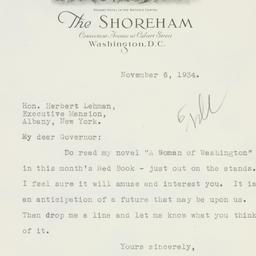 The SHOREHAM
Connecticut Avenue at Calvert Street
Washington, D.C.
November 6, 1934.
Hon. Herbert Lehman,
Executive Mension,
Albany, New York.
My dear Governor:
Do read my novel "A Woman of Washington"
in this month's Red Book - just out on the stands.
I feel sure it will amuse and interest you. It is
an anticipation of a future that may be upon us.
Then drop me a line and let me know what you think
of it.
Yours sincerely,